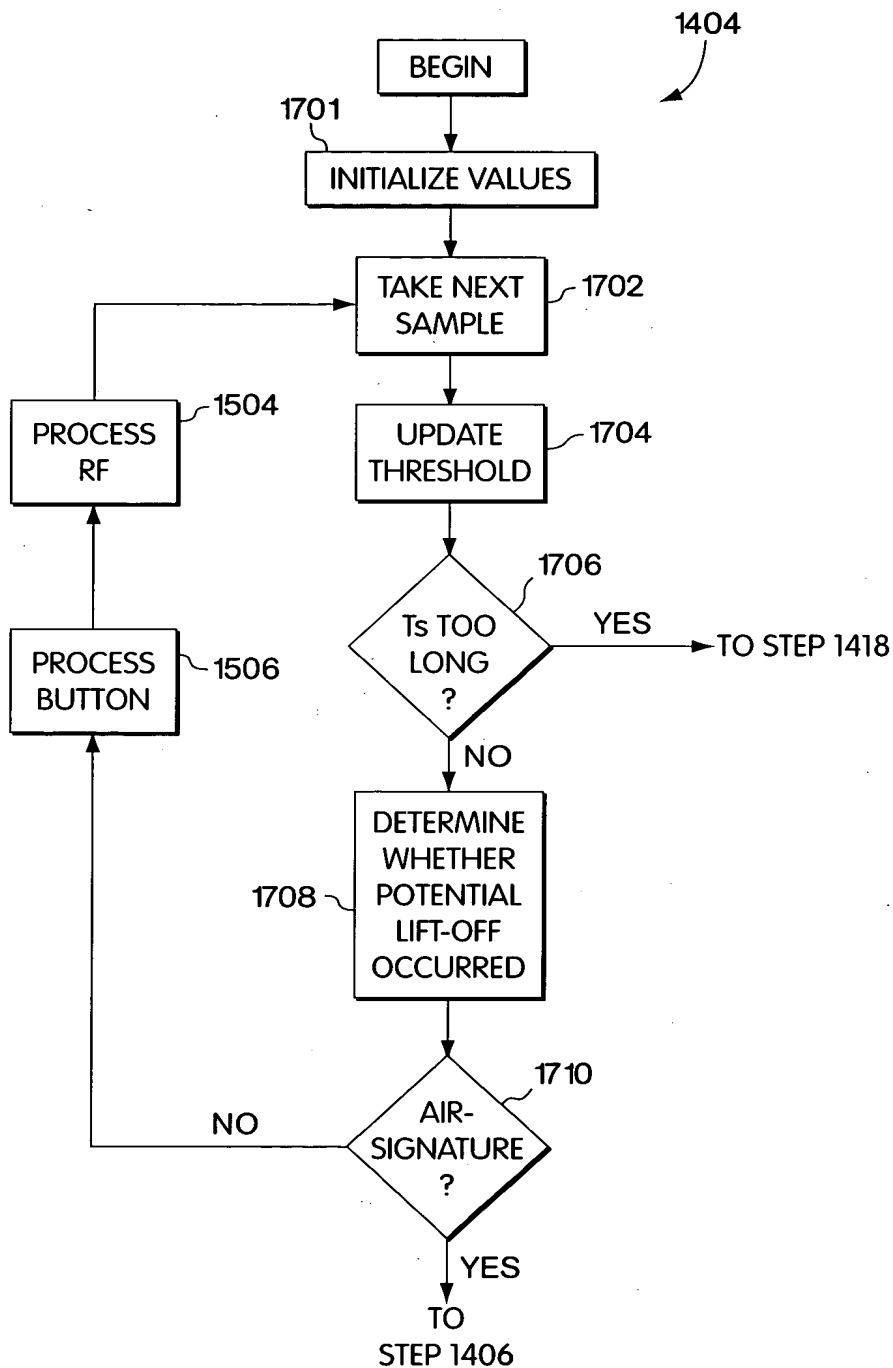 1404
BEGIN
1701
INITIALIZE VALUES
TAKE NEXT
SAMPLE
1702
PROCESS
RF
1504
UPDATE
THRESHOLD
1704
1706
Ts TOO
LONG
?
YES
TO STEP 1418
NO
PROCESS
BUTTON
1506
DETERMINE
WHETHER
POTENTIAL
LIFT-OFF
OCCURRED
1708
1710
AIR-
SIGNATURE
?
NO
YES
TO
STEP 1406